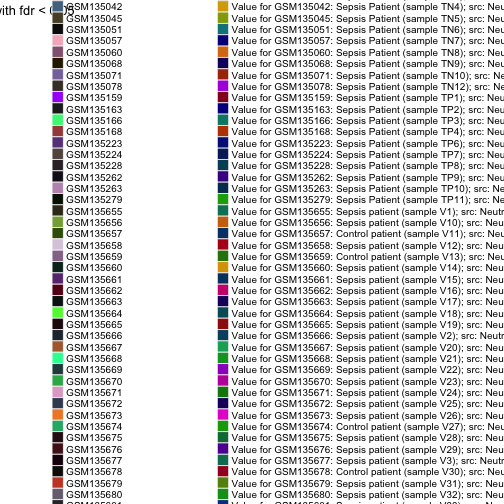 with fdr <
GSM135042 Value for GSM135042: Sepsis Patient (sample TN4); src: Neu
GSM135045 Value for GSM135045: Sepsis Patient (sample TN5); src: Neu
GSM135051 Value for GSM135051: Sepsis Patient (sample TN6); src: Neu
GSM135057 Value for GSM135057: Sepsis Patient (sample TN7); src: Neu
GSM135060 Value for GSM135060: Sepsis Patient (sample TN8); src: Neu
GSM135068 Value for GSM135068: Sepsis Patient (sample TN9); src: Neu
GSM135071 Value for GSM135071: Sepsis Patient (sample TN10); src: Ne
GSM135078 Value for GSM135078: Sepsis Patient (sample TN12); src: Ne
GSM135159 Value for GSM135159: Sepsis Patient (sample TP1); src: Neu
GSM135163 Value for GSM135163: Sepsis Patient (sample TP2); src: Neu
GSM135166 Value for GSM135166: Sepsis Patient (sample TP3); src: Neu
GSM135168 Value for GSM135168: Sepsis Patient (sample TP4); src: Neu
GSM135223 Value for GSM135223: Sepsis Patient (sample TP6); src: Neu
GSM135224 Value for GSM135224: Sepsis Patient (sample TP7); src: Neu
GSM135228 Value for GSM135228: Sepsis Patient (sample TP8); src: Neu
GSM135262 Value for GSM135262: Sepsis Patient (sample TP9); src: Neu
GSM135263 Value for GSM135263: Sepsis Patient (sample TP10); src: Ne
GSM135279 Value for GSM135279: Sepsis Patient (sample TP11); src: Ne
GSM135655 Value for GSM135655: Sepsis patient (sample V1); src: Neutr
GSM135656 Value for GSM135656: Sepsis patient (sample V10); src: Neu
GSM135657 Value for GSM135657: Control patient (sample V11); src: Neu
GSM135658 Value for GSM135658: Sepsis patient (sample V12); src: Neu
GSM135659 Value for GSM135659: Control patient (sample V13); src: Neu
GSM135660 Value for GSM135660: Sepsis patient (sample V14); src: Neu
GSM135661 Value for GSM135661: Sepsis patient (sample V15); src: Neu
GSM135662 Value for GSM135662: Sepsis patient (sample V16); src: Neu
GSM135663 Value for GSM135663: Sepsis patient (sample V17); src: Neu
GSM135664 Value for GSM135664: Sepsis patient (sample V18); src: Neu
GSM135665 Value for GSM135665: Sepsis patient (sample V19); src: Neu
GSM135666 Value for GSM135666: Sepsis patient (sample V2); src: Neutr
GSM135667 Value for GSM135667: Sepsis patient (sample V20); src: Neu
GSM135668 Value for GSM135668: Sepsis patient (sample V21); src: Neu
GSM135669 Value for GSM135669: Sepsis patient (sample V22); src: Neu
GSM135670 Value for GSM135670: Sepsis patient (sample V23); src: Neu
GSM135671 Value for GSM135671: Sepsis patient (sample V24); src: Neu
GSM135672 Value for GSM135672: Sepsis patient (sample V25); src: Neu
GSM135673 Value for GSM135673: Sepsis patient (sample V26); src: Neu
GSM135674 Value for GSM135674: Control patient (sample V27); src: Neu
GSM135675 Value for GSM135675: Sepsis patient (sample V28); src: Neu
GSM135676 Value for GSM135676: Sepsis patient (sample V29); src: Neu
GSM135677 Value for GSM135677: Sepsis patient (sample V3); src: Neutr
GSM135678 Value for GSM135678: Control patient (sample V30); src: Neu
GSM135679 Value for GSM135679: Sepsis patient (sample V31); src: Neu
GSM135680 Value for GSM135680: Sepsis patient (sample V32); src: Neu